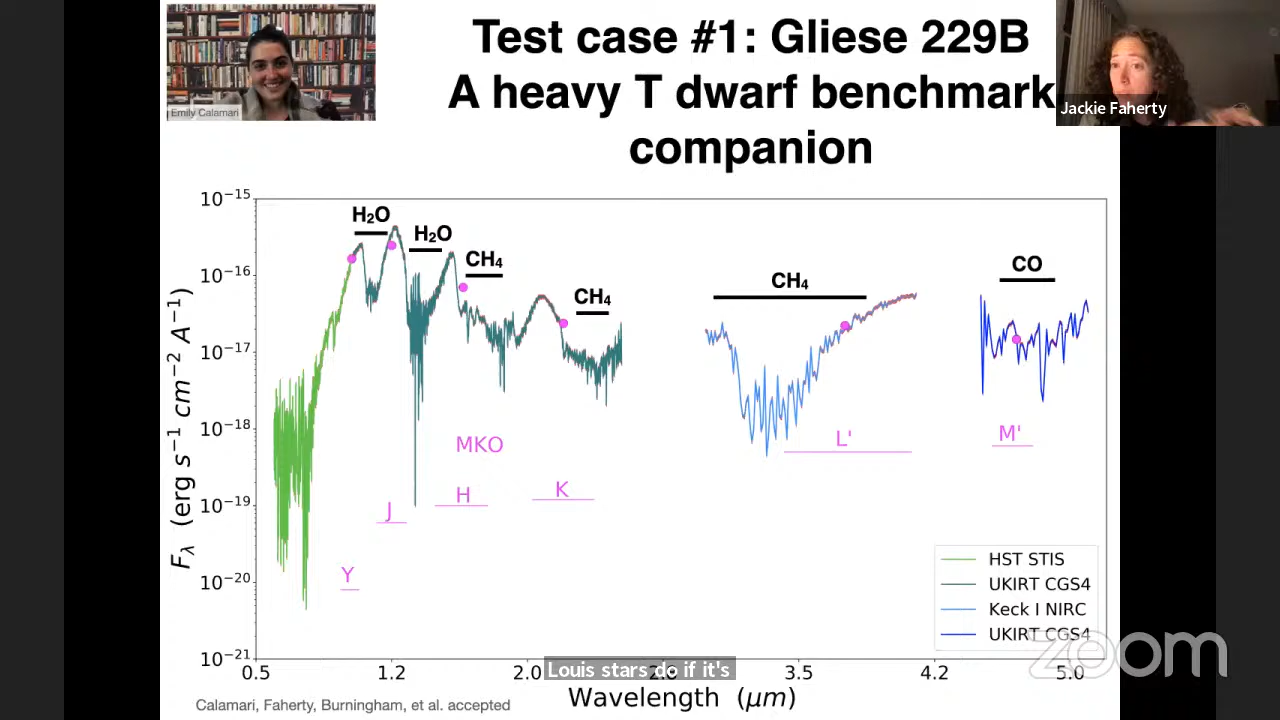 Test case #1: Gliese 229B
A heavy T dwarf benchmark
companion
Emily Calamari
Jackie Faherty
10⁻¹⁵
10⁻¹⁶
10⁻¹⁷
10⁻¹⁸
10⁻¹⁹
10⁻²⁰
10⁻²¹
Fλ (erg s⁻¹ cm⁻² A⁻¹)
H₂O
H₂O
CH₄
CH₄
CH₄
CO
MKO
Y
J
H
K
L'
M'
HST STIS
UKIRT CGS4
Keck I NIRC
UKIRT CGS4
zoom
0.5 1.2 2.0 2.8 3.5 4.2 5.0
Louis stars do if it's
Wavelength (μm)
Calamari, Faherty, Burningham, et al. accepted